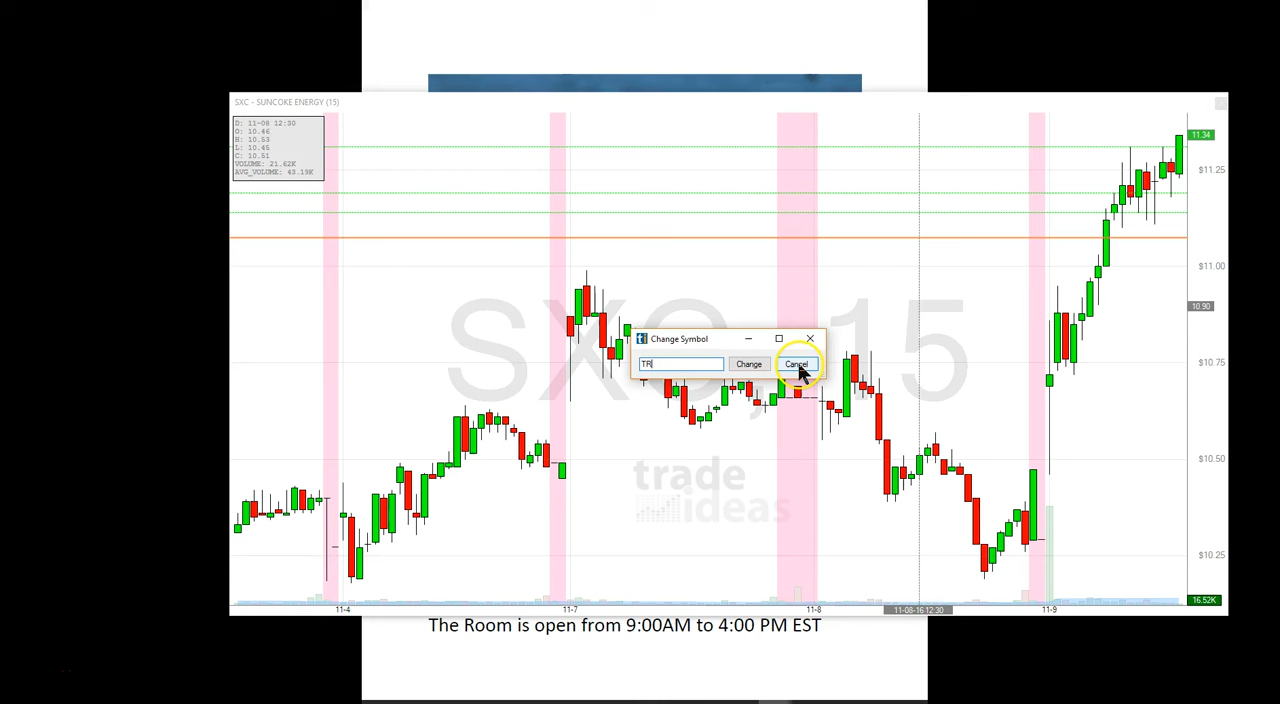 SXC - SUNCOKE ENERGY (15)
D: 11-08 12:30
O: 10.46
H: 10.53
L: 10.45
C: 10.51
VOLUME: 21.62K
AVG_VOLUME: 43.19K
11.34
$11.25
$11.00
10.90
$10.75
$10.50
$10.25
16.52K
SXC, 15
Change Symbol
TR
Change
Cancel
trade
ideas
11-4
11-7
11-8
11-08-16 12:30
11-9
The Room is open from 9:00AM to 4:00 PM EST